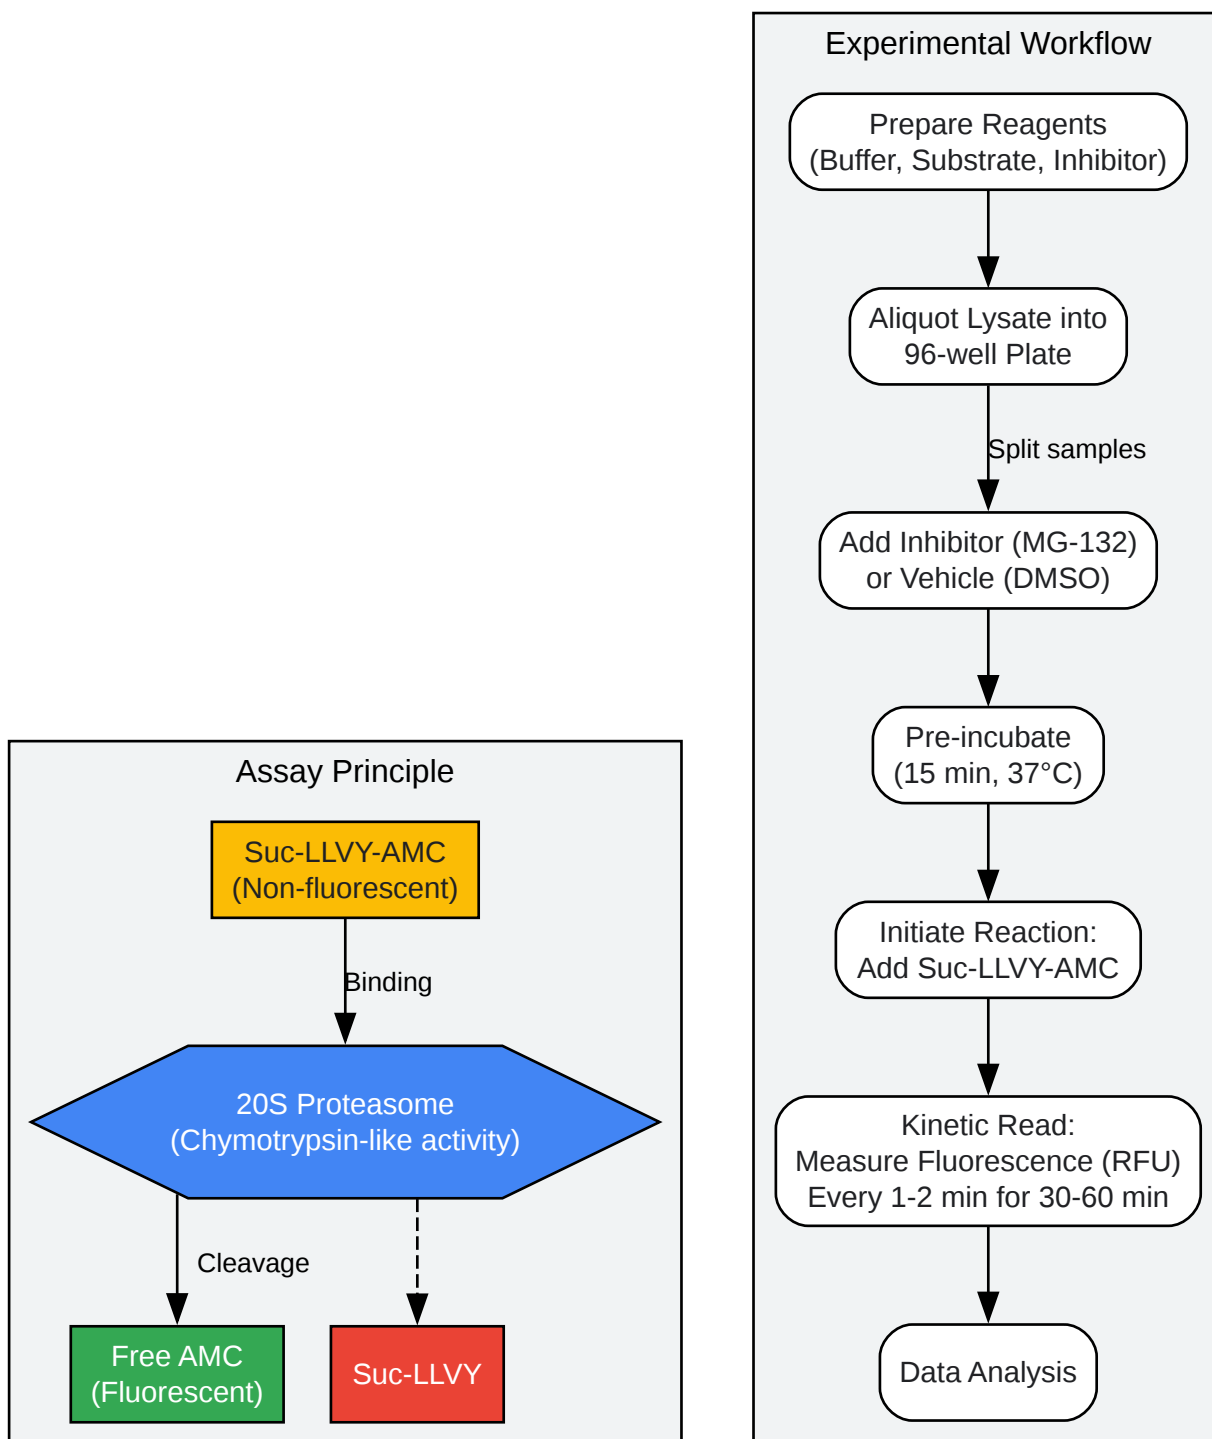 Assay Principle
Suc-LLVY-AMC
(Non-fluorescent)
Binding
20S Proteasome
(Chymotrypsin-like activity)
Cleavage
Free AMC
(Fluorescent)
Suc-LLVY
Experimental Workflow
Prepare Reagents
(Buffer, Substrate, Inhibitor)
Aliquot Lysate into
96-well Plate
Split samples
Add Inhibitor (MG-132)
or Vehicle (DMSO)
Pre-incubate
(15 min, 37°C)
Initiate Reaction:
Add Suc-LLVY-AMC
Kinetic Read:
Measure Fluorescence (RFU)
Every 1-2 min for 30-60 min
Data Analysis